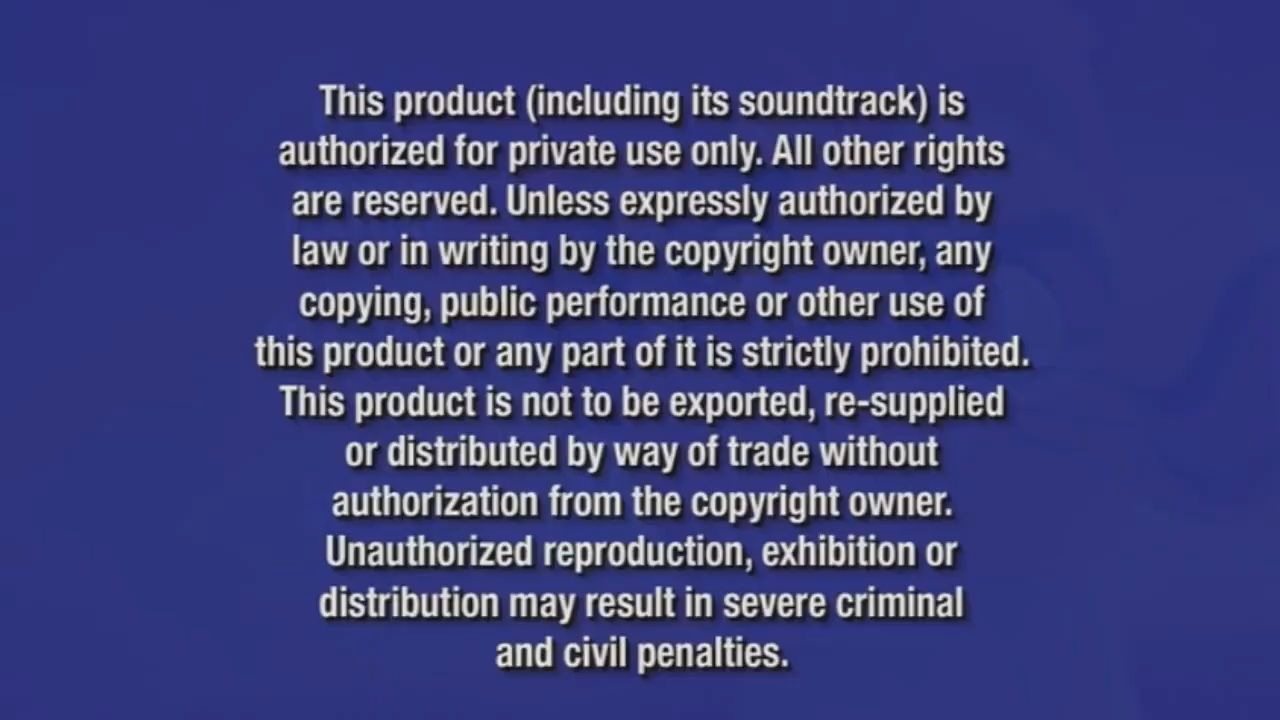 This product (including its soundtrack) is
authorized for private use only. All other rights
are reserved. Unless expressly authorized by
law or in writing by the copyright owner, any
copying, public performance or other use of
this product or any part of it is strictly prohibited.
This product is not to be exported, re-supplied
or distributed by way of trade without
authorization from the copyright owner.
Unauthorized reproduction, exhibition or
distribution may result in severe criminal
and civil penalties.